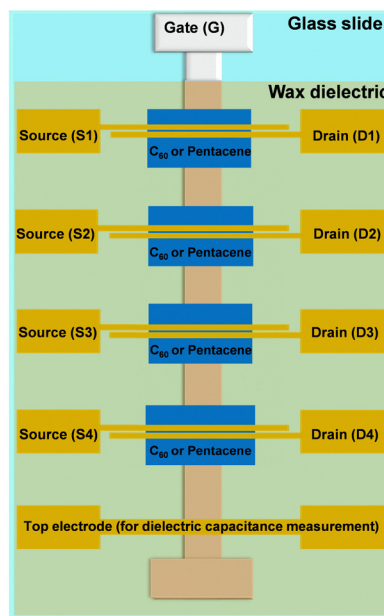 Gate (G)
Glass slide
Wax dielectric
Source (S1)
Drain (D1)
C₆₀ or Pentacene
Source (S2)
Drain (D2)
C₆₀ or Pentacene
Source (S3)
Drain (D3)
C₆₀ or Pentacene
Source (S4)
Drain (D4)
C₆₀ or Pentacene
Top electrode (for dielectric capacitance measurement)